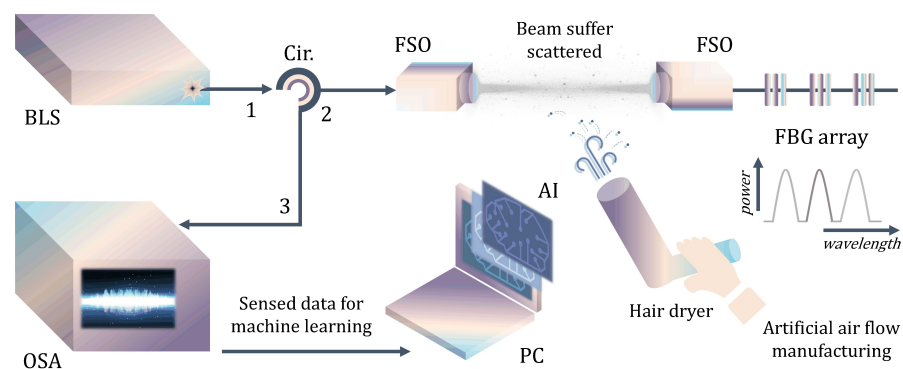 Beam suffer
scattered
Cir.
FSO
FSO
1
2
BLS
FBG array
AI
power
3
wavelength
Sensed data for
machine learning
Hair dryer
Artificial air flow
manufacturing
OSA
PC